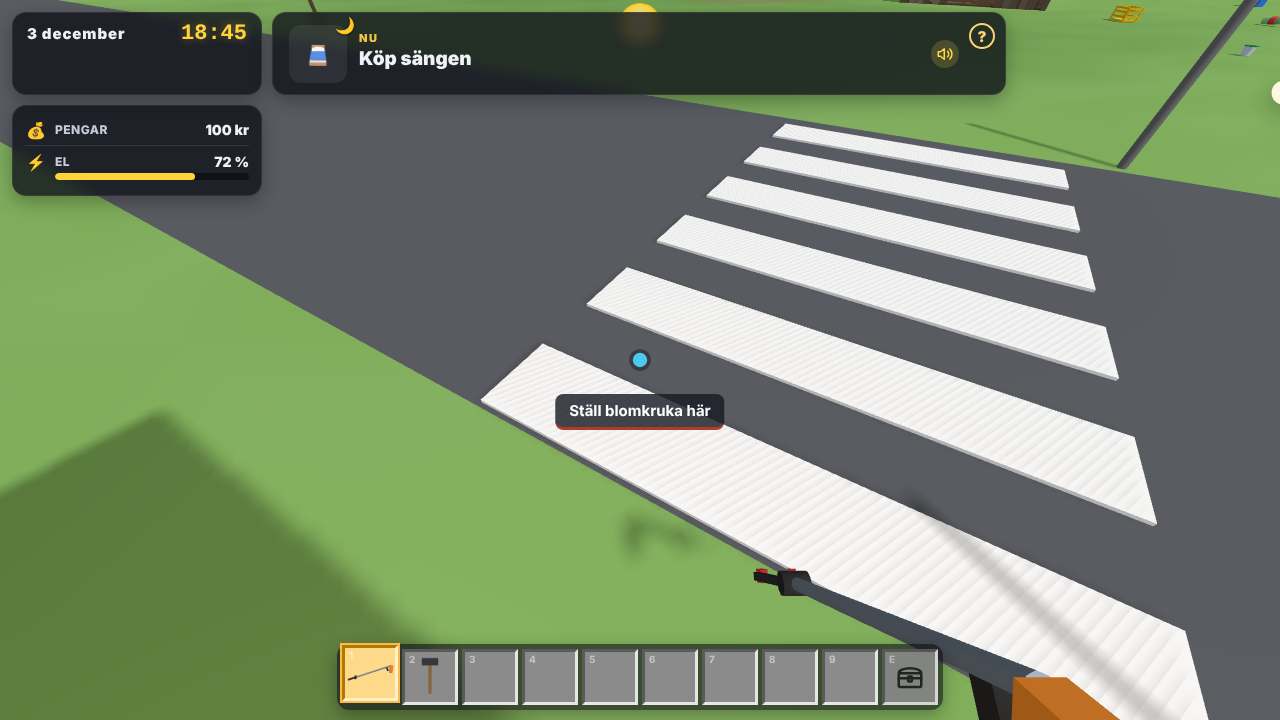 3 december
18:45
NU
Köp sängen
?
PENGAR
100 kr
EL
72 %
Ställ blomkruka här
1
2
3
4
5
6
7
8
9
E